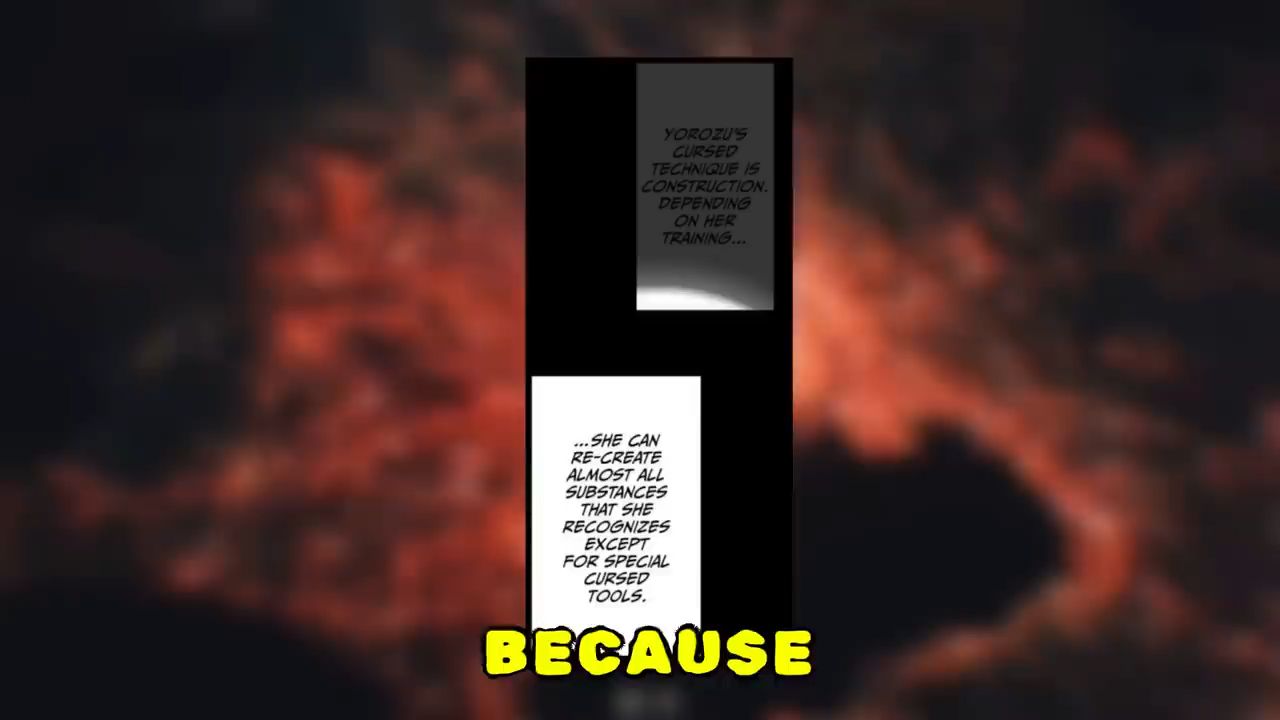 YOROZU'S
CURSED
TECHNIQUE IS
CONSTRUCTION.
DEPENDING
ON HER
TRAINING...
...SHE CAN
RE-CREATE
ALMOST ALL
SUBSTANCES
THAT SHE
RECOGNIZES
EXCEPT
FOR SPECIAL
CURSED
TOOLS.
BECAUSE